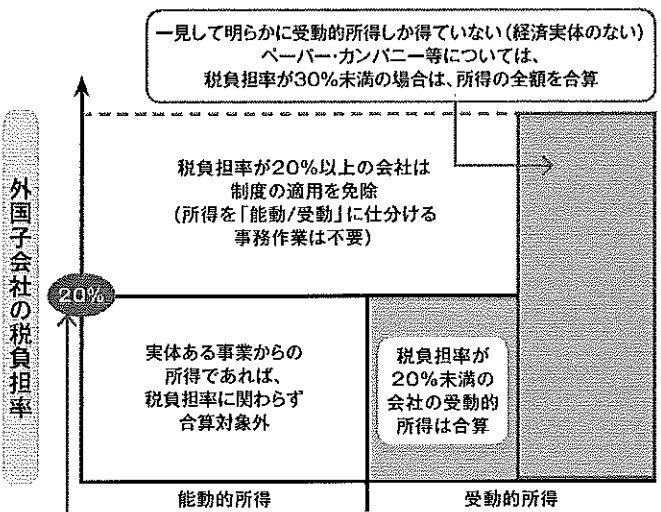 一見して明らかに受動的所得しか得ていない(経済実体のない)
ペーパー・カンパニー等については、
税負担率が30%未満の場合は、所得の全額を合算
外国子会社の税負担率
税負担率が20%以上の会社は
制度の適用を免除
(所得を「能動/受動」に仕分ける
事務作業は不要)
20%
実体ある事業からの
所得であれば、
税負担率に関わらず
合算対象外
税負担率が
20%未満の
会社の受動的
所得は合算
能動的所得
受動的所得